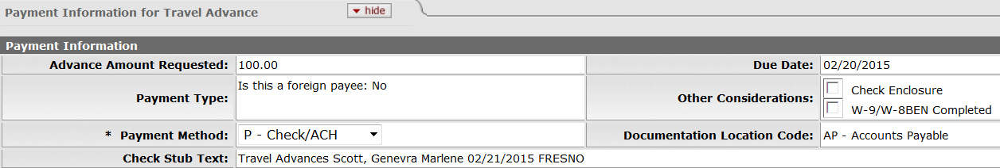 Payment Information for Travel Advance
hide
Payment Information
Advance Amount Requested: 100.00 Due Date: 02/20/2015
Payment Type: Is this a foreign payee: No Other Considerations: Check Enclosure
W-9/W-8BEN Completed
* Payment Method: P - Check/ACH Documentation Location Code: AP - Accounts Payable
Check Stub Text: Travel Advances Scott, Genevra Marlene 02/21/2015 FRESNO